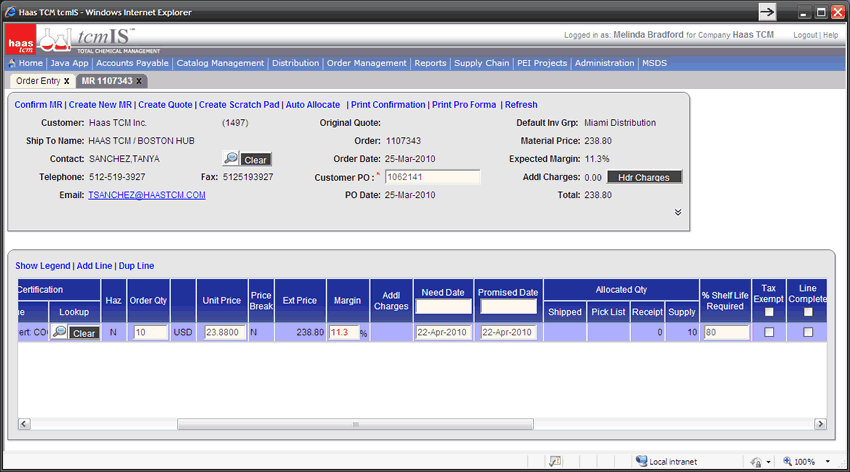 Haas TCM tcmIS - Windows Internet Explorer
haas tcm
tcmIS™
TOTAL CHEMICAL MANAGEMENT
Logged in as: Melinda Bradford for Company Haas TCM Logout | Help
Home | Java App | Accounts Payable | Catalog Management | Distribution | Order Management | Reports | Supply Chain | PEI Projects | Administration | MSDS
Order Entry x MR 1107343 x
Confirm MR | Create New MR | Create Quote | Create Scratch Pad | Auto Allocate | Print Confirmation | Print Pro Forma | Refresh
Customer: Haas TCM Inc. (1497) Original Quote: Default Inv Grp: Miami Distribution
Ship To Name: HAAS TCM / BOSTON HUB Order: 1107343 Material Price: 238.80
Contact: SANCHEZ,TANYA Clear Order Date: 25-Mar-2010 Expected Margin: 11.3%
Telephone: 512-519-3927 Fax: 5125193927 Customer PO :* 1062141 Addl Charges: 0.00 Hdr Charges
Email: TSANCHEZ@HAASTCM.COM PO Date: 25-Mar-2010 Total: 238.80
Show Legend | Add Line | Dup Line
Certification Haz Order Qty Unit Price Price Break Ext Price Margin Addl Charges Need Date Promised Date Allocated Qty % Shelf Life Required Tax Exempt Line Complete
ue Lookup Shipped Pick List Receipt Supply
ert: CO Clear N 10 USD 23.8800 N 238.80 11.3 % 22-Apr-2010 22-Apr-2010 0 10 80
Local intranet 100%